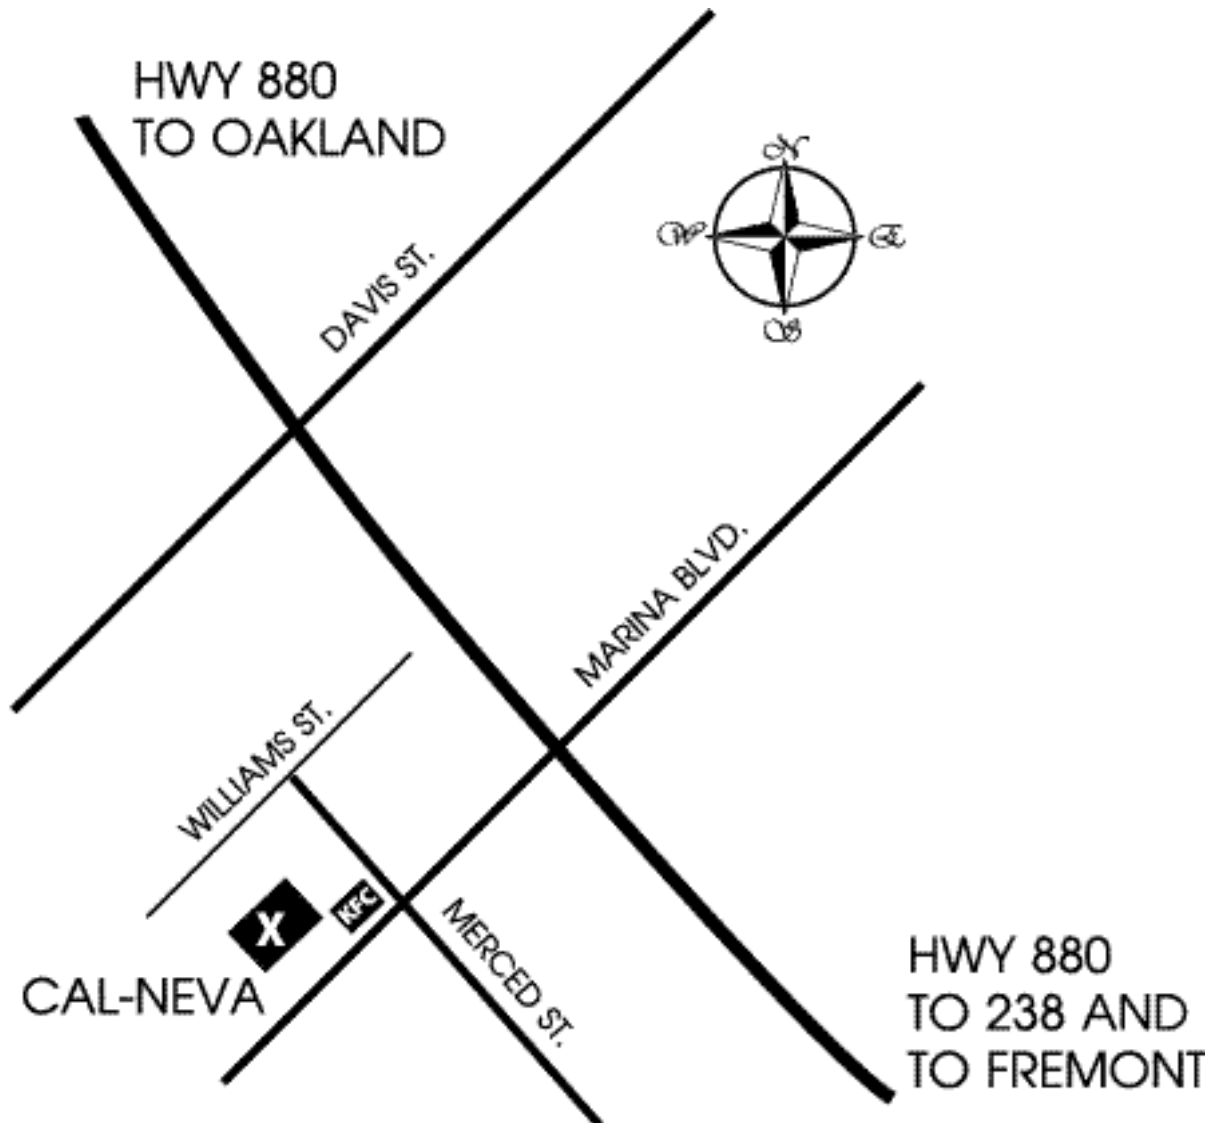 HWY 880
TO OAKLAND
N
W
E
S
DAVIS ST.
MARINA BLVD.
WILLIAMS ST.
KFC
X
MERCED ST.
CAL-NEVA
HWY 880
TO 238 AND
TO FREMONT